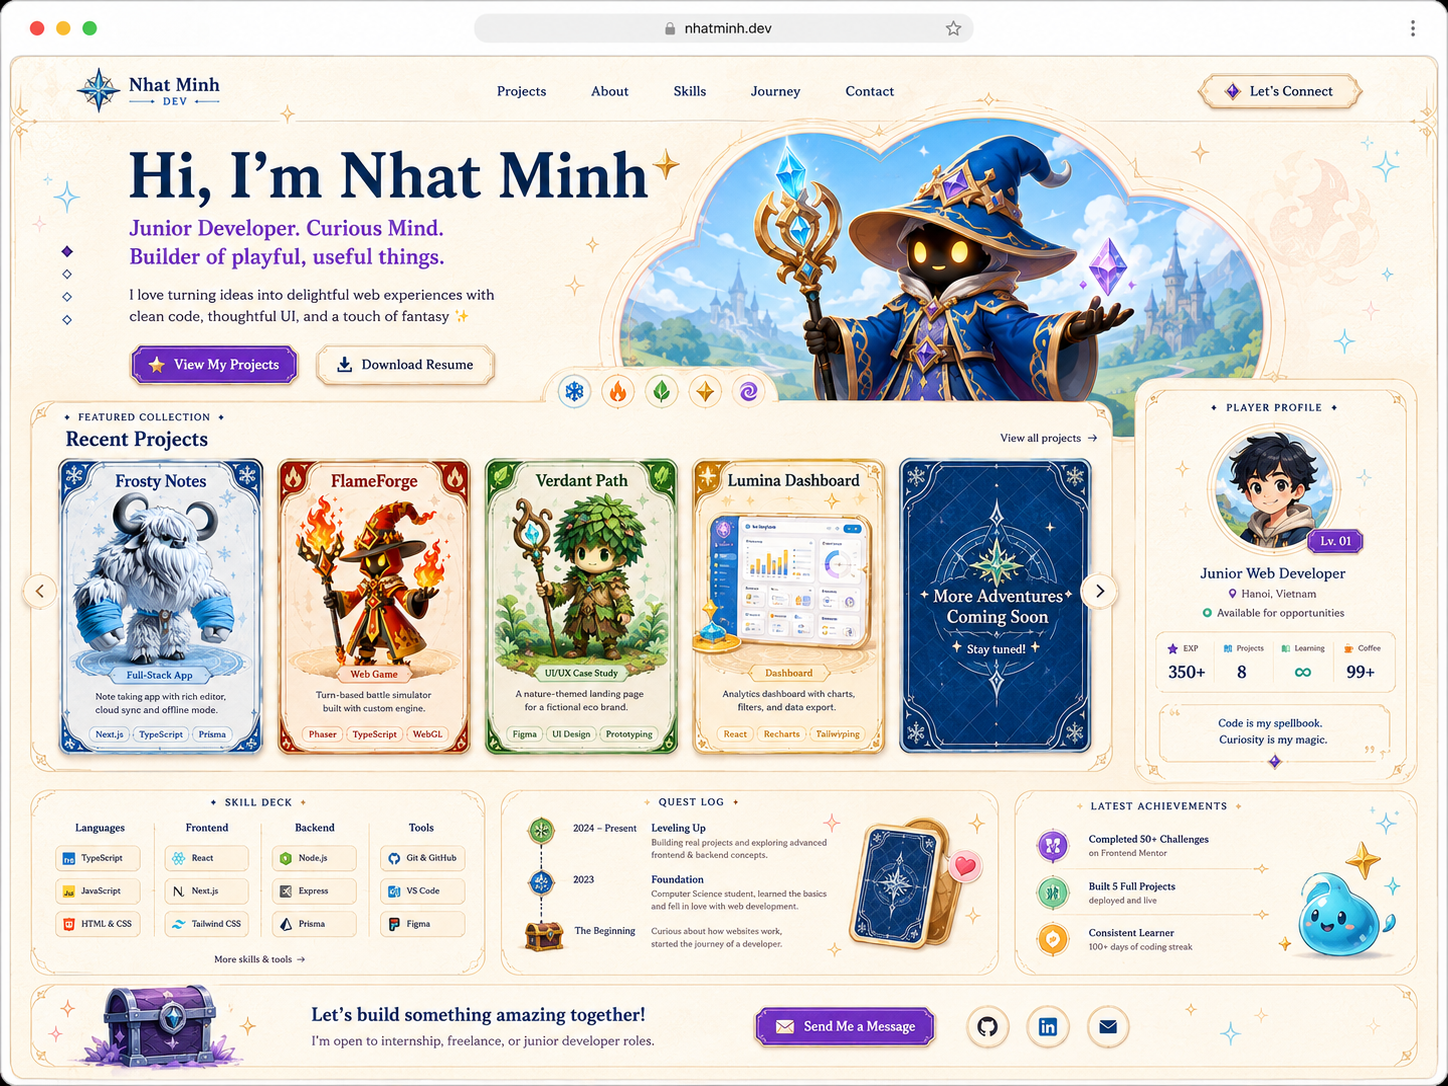 nhatminh.dev
Nhat Minh
DEV
Projects
About
Skills
Journey
Contact
Let's Connect
Hi, I'm Nhat Minh
Junior Developer. Curious Mind.
Builder of playful, useful things.
I love turning ideas into delightful web experiences with
clean code, thoughtful UI, and a touch of fantasy ✨
View My Projects
Download Resume
FEATURED COLLECTION
Recent Projects
View all projects →
Frosty Notes
Full-Stack App
Note taking app with rich editor,
cloud sync and offline mode.
Next.js
TypeScript
Prisma
FlameForge
Web Game
Turn-based battle simulator
built with custom engine.
Phaser
TypeScript
WebGL
Verdant Path
UI/UX Case Study
A nature-themed landing page
for a fictional eco brand.
Figma
UI Design
Prototyping
Lumina Dashboard
Dashboard
Analytics dashboard with charts,
filters, and data export.
React
Recharts
More Adventures
Coming Soon
Stay tuned!
PLAYER PROFILE
Lv. 01
Junior Web Developer
Hanoi, Vietnam
Available for opportunities
EXP
350+
Projects
8
Learning
∞
Coffee
99+
Code is my spellbook.
Curiosity is my magic.
SKILL DECK
Languages
TypeScript
JavaScript
HTML & CSS
Frontend
React
Next.js
Tailwind CSS
Backend
Node.js
Express
Prisma
Tools
Git & GitHub
VS Code
Figma
More skills & tools →
QUEST LOG
2024 – Present
Leveling Up
Building real projects and exploring advanced
frontend & backend concepts.
2023
Foundation
Computer Science student, learned the basics
and fell in love with web development.
The Beginning
Curious about how websites work,
started the journey of a developer.
LATEST ACHIEVEMENTS
Completed 50+ Challenges
on Frontend Mentor
Built 5 Full Projects
deployed and live
Consistent Learner
100+ days of coding streak
Let's build something amazing together!
I'm open to internship, freelance, or junior developer roles.
Send Me a Message
in